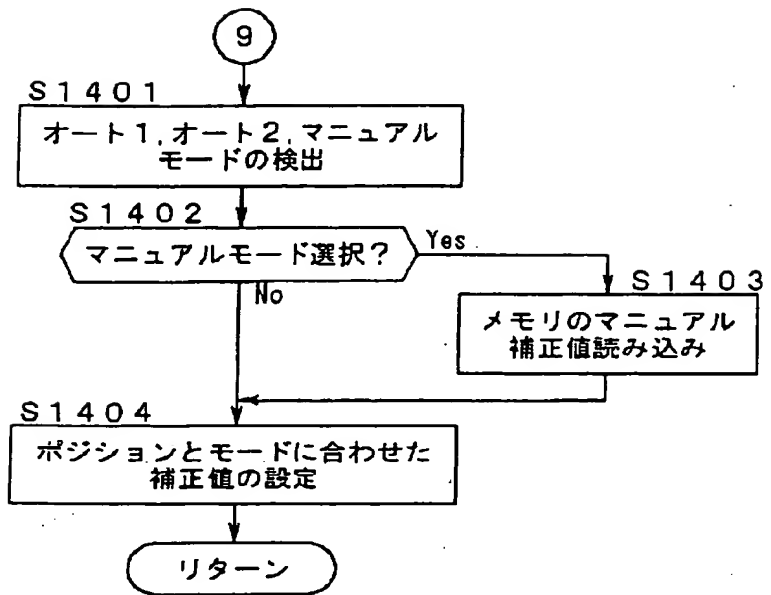 9
S1401
オート1,オート2,マニュアル
モードの検出
S1402
マニュアルモード選択?
Yes
No
S1403
メモリのマニュアル
補正値読み込み
S1404
ポジションとモードに合わせた
補正値の設定
リターン